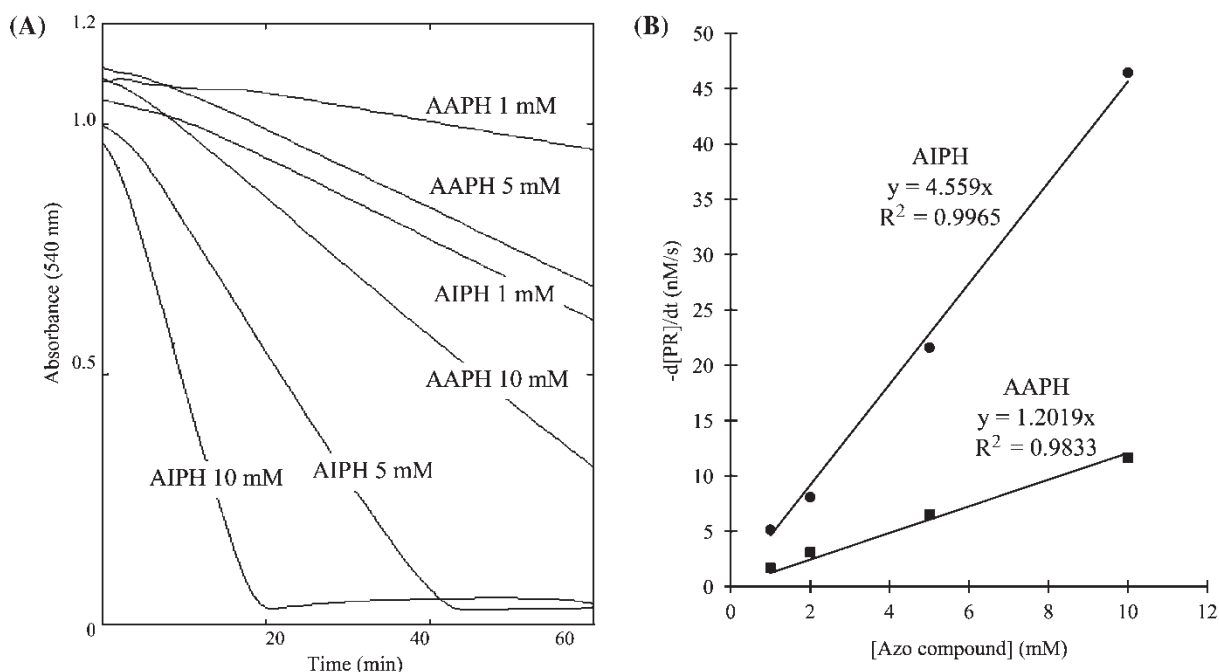 (A)
1.2
1.0
0.5
0
Absorbance (540 nm)
AAPH 1 mM
AAPH 5 mM
AIPH 1 mM
AAPH 10 mM
AIPH 5 mM
AIPH 10 mM
20
40
60
Time (min)
(B)
50
45
40
35
30
25
20
15
10
5
0
-d[PR]/dt (nM/s)
AIPH
y = 4.559x
R² = 0.9965
AAPH
y = 1.2019x
R² = 0.9833
0
2
4
6
8
10
12
[Azo compound] (mM)